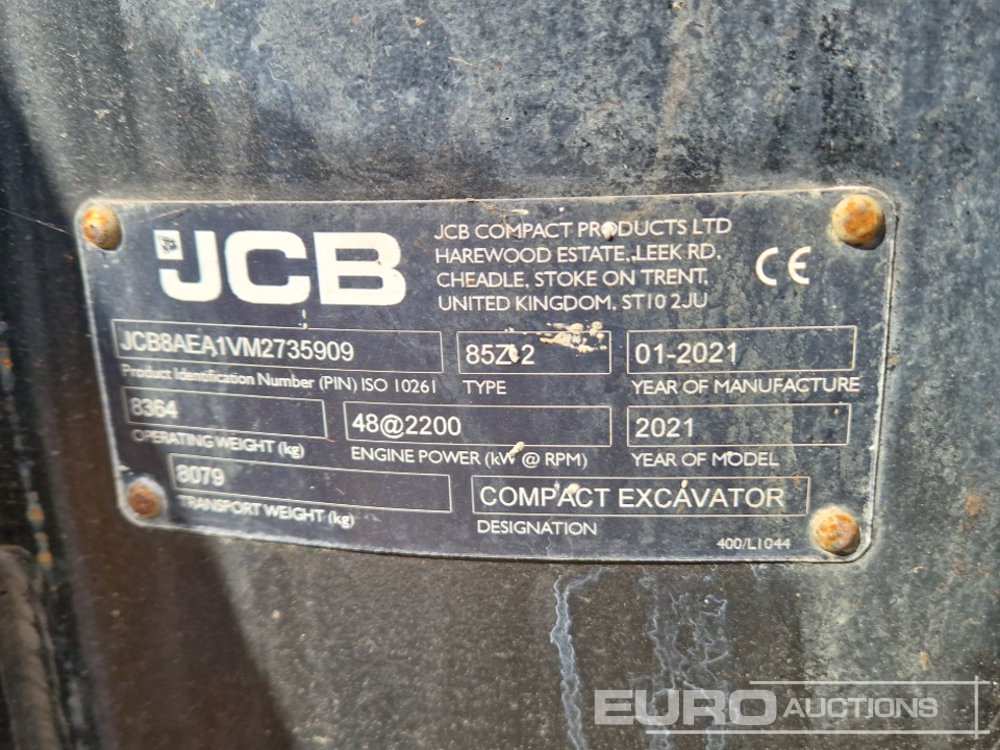 JCB
JCB COMPACT PRODUCTS LTD
HAREWOOD ESTATE, LEEK RD,
CHEADLE, STOKE ON TRENT,
UNITED KINGDOM, ST10 2JU
CE
JCB8AEA1VM2735909
Product Identification Number (PIN) ISO 10261
85Z-2
TYPE
01-2021
YEAR OF MANUFACTURE
8364
OPERATING WEIGHT (kg)
48@2200
ENGINE POWER (kW @ RPM)
2021
YEAR OF MODEL
8079
TRANSPORT WEIGHT (kg)
COMPACT EXCAVATOR
DESIGNATION
400/L1044
EURO AUCTIONS